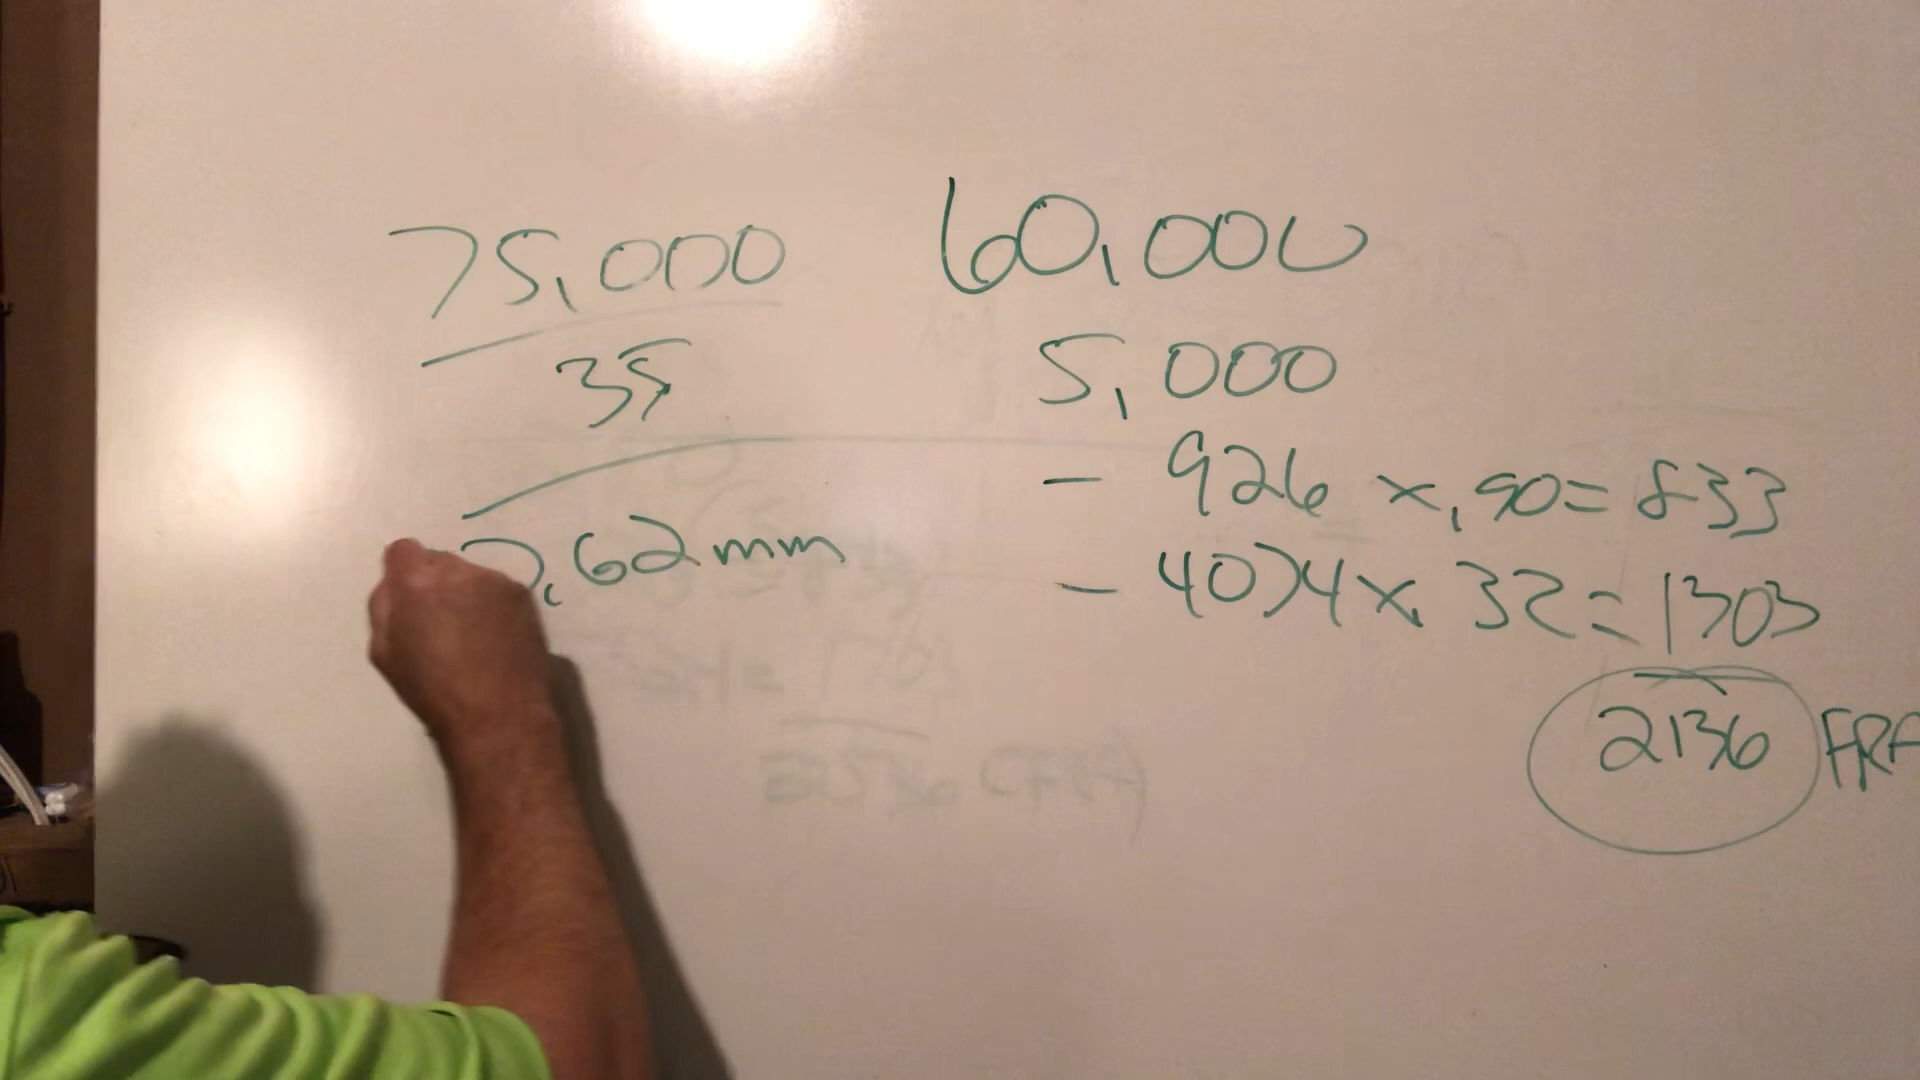 75,000
35
2.62mm
60,000
5,000
- 926 x .90 = 833
- 4074 x .32 = 1303
2136 FRA